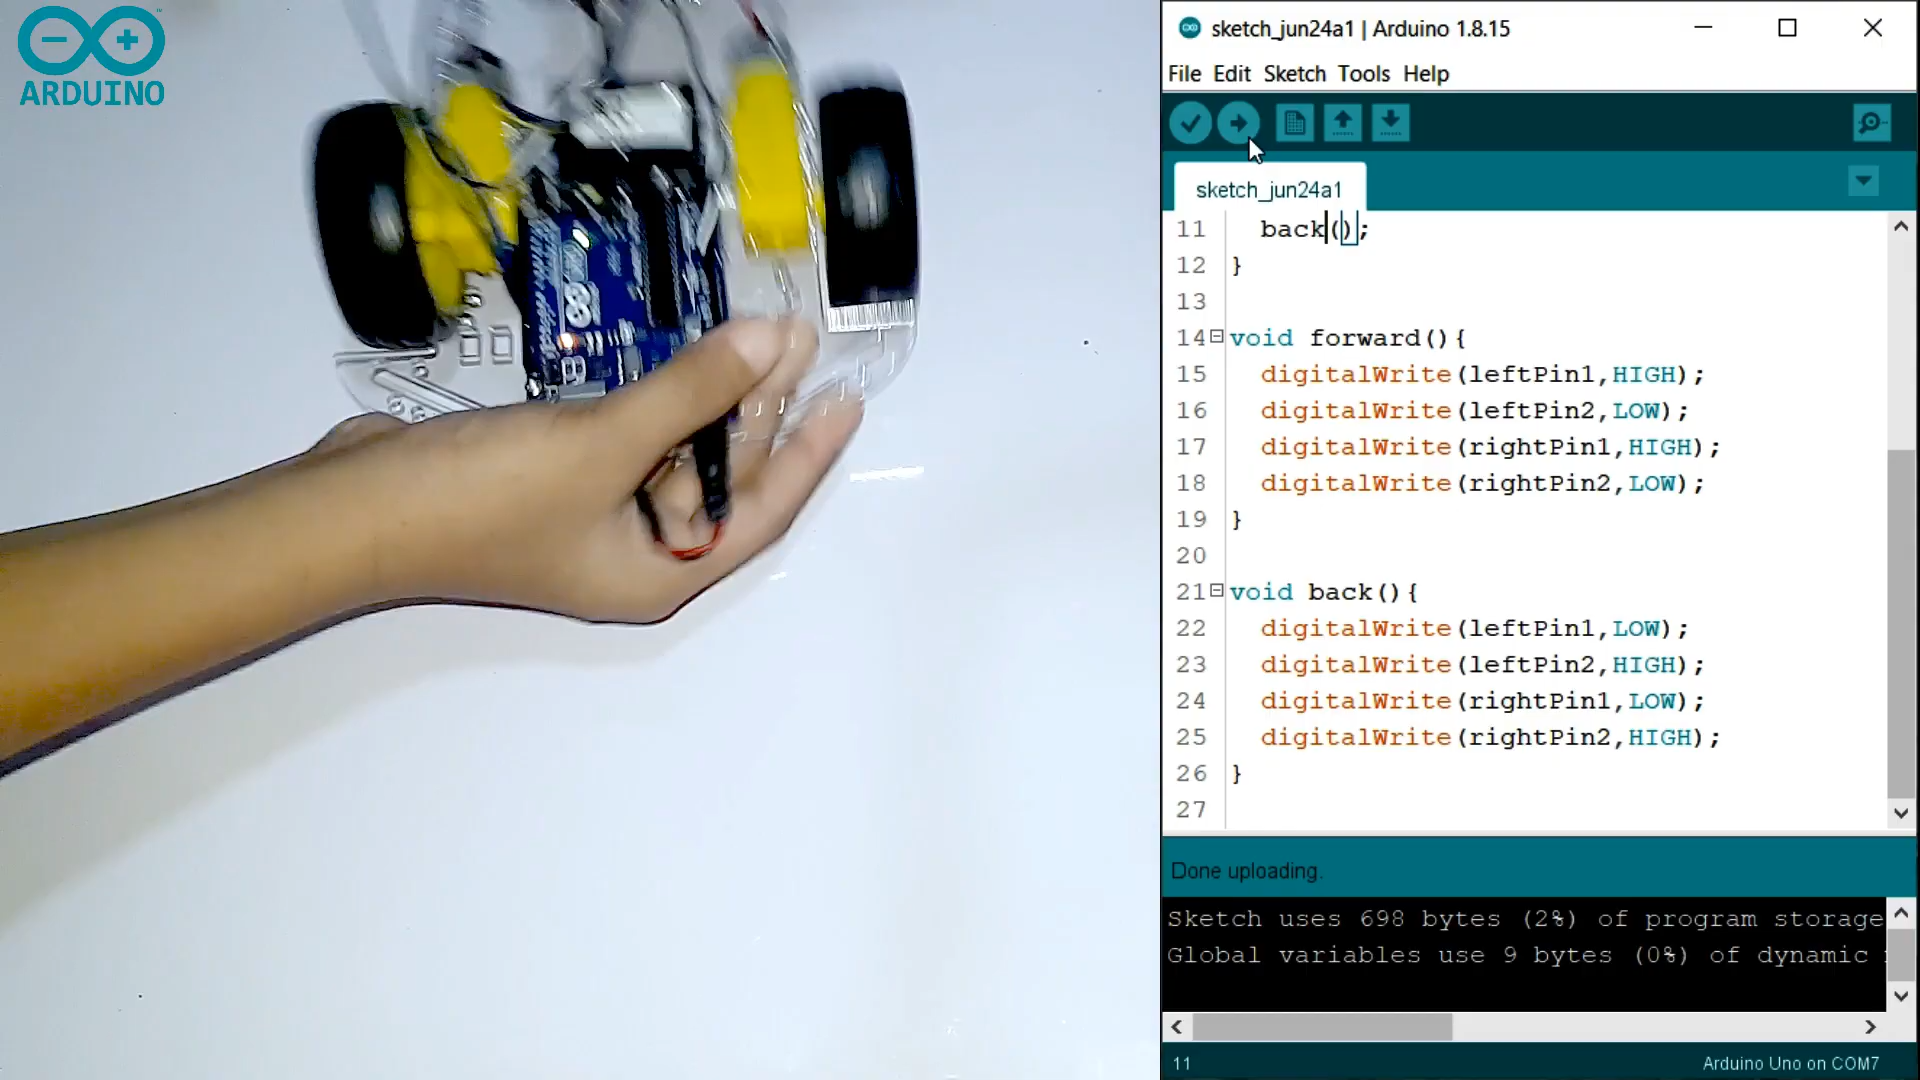 ARDUINO
sketch_jun24a1 | Arduino 1.8.15
File Edit Sketch Tools Help
sketch_jun24a1
11 back();
12 }
13
14 void forward(){
15 digitalWrite(leftPin1,HIGH);
16 digitalWrite(leftPin2,LOW);
17 digitalWrite(rightPin1,HIGH);
18 digitalWrite(rightPin2,LOW);
19 }
20
21 void back(){
22 digitalWrite(leftPin1,LOW);
23 digitalWrite(leftPin2,HIGH);
24 digitalWrite(rightPin1,LOW);
25 digitalWrite(rightPin2,HIGH);
26 }
27
Done uploading.
Sketch uses 698 bytes (2%) of program storage
Global variables use 9 bytes (0%) of dynamic
11
Arduino Uno on COM7